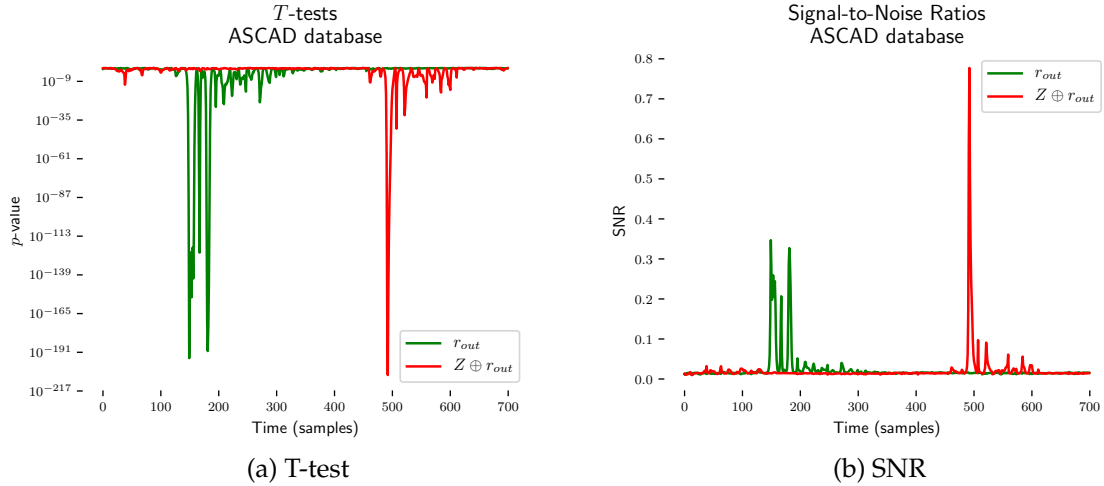 T-tests
ASCAD database
p-value
10⁻⁹
10⁻³⁵
10⁻⁶¹
10⁻⁸⁷
10⁻¹¹³
10⁻¹³⁹
10⁻¹⁶⁵
10⁻¹⁹¹
10⁻²¹⁷
r_out
Z ⊕ r_out
0 100 200 300 400 500 600 700
Time (samples)
(a) T-test
Signal-to-Noise Ratios
ASCAD database
SNR
0.8
0.7
0.6
0.5
0.4
0.3
0.2
0.1
0.0
r_out
Z ⊕ r_out
0 100 200 300 400 500 600 700
Time (samples)
(b) SNR